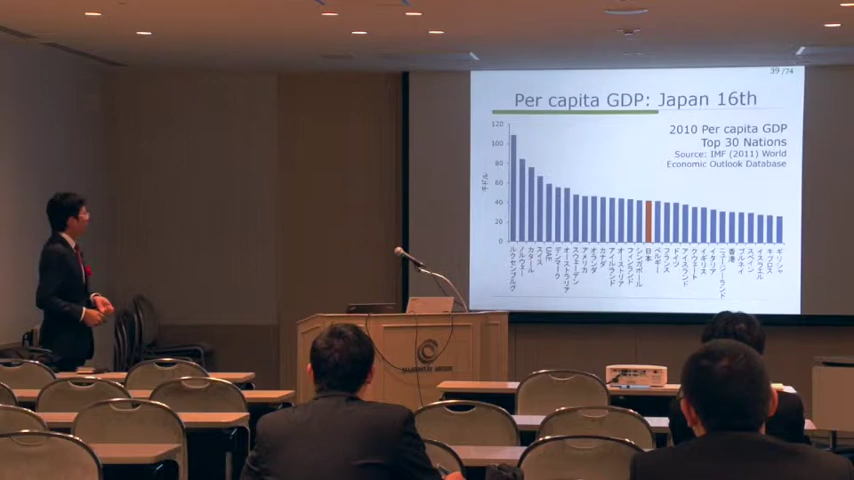 39 /74
Per capita GDP: Japan 16th
2010 Per capita GDP
Top 30 Nations
Source: IMF (2011) World
Economic Outlook Database
千ドル
120
100
80
60
40
20
0
ルクセンブルグ
ノルウェー
カタール
スイス
UAE
デンマーク
オーストラリア
スウェーデン
アメリカ
オランダ
カナダ
アイルランド
オーストリア
フィンランド
シンガポール
日本
ベルギー
フランス
ドイツ
アイスランド
クウェート
イギリス
イタリア
ニュージーランド
香港
ブルネイ
スペイン
イスラエル
キプロス
ギリシャ